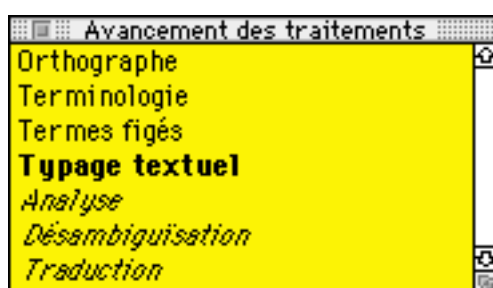 Avancement des traitements
Orthographe
Terminologie
Termes figés
Typage textuel
Analyse
Désambiguïsation
Traduction